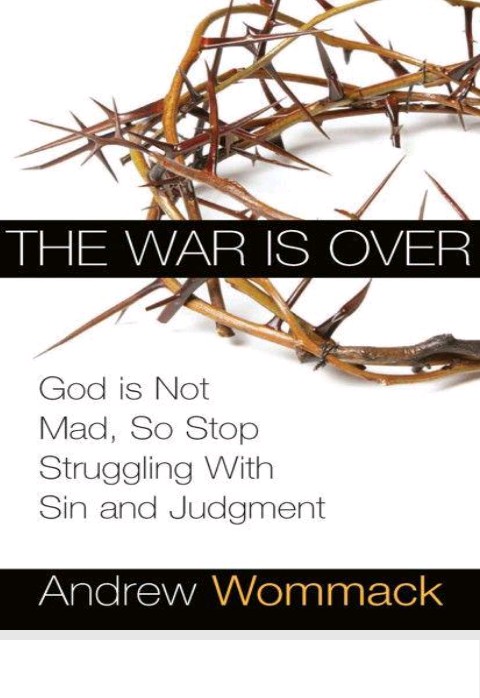 THE WAR IS OVER
God is Not
Mad, So Stop
Struggling With
Sin and Judgment
Andrew Wommack